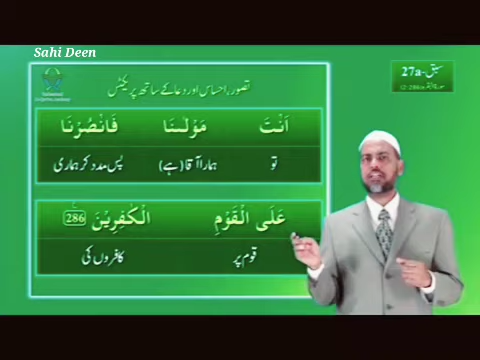 Sahi Deen
سبق-27a
تصور، احساس اور دعا کے ساتھ پریکٹس
اَنْتَ مَوْلٰىنَا فَانْصُرْنَا
تو ہمارا آقا (ہے) پس مدد کر ہماری
عَلَى الْقَوْمِ الْكٰفِرِيْنَ 286
قوم پر کافروں کی